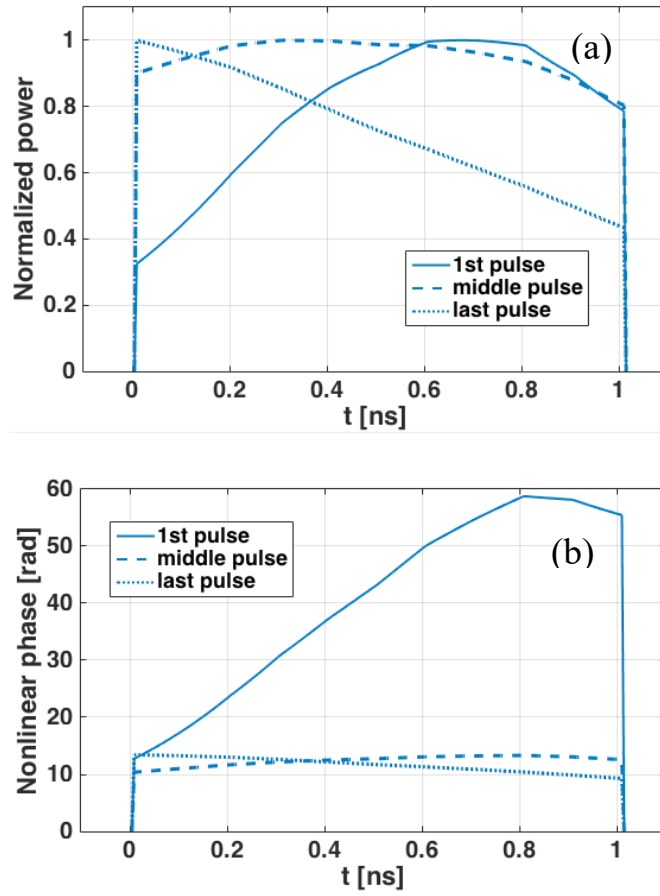 (a)
Normalized power
1
0.8
0.6
0.4
0.2
0
1st pulse
middle pulse
last pulse
0 0.2 0.4 0.6 0.8 1
t [ns]
(b)
Nonlinear phase [rad]
60
50
40
30
20
10
0
1st pulse
middle pulse
last pulse
0 0.2 0.4 0.6 0.8 1
t [ns]